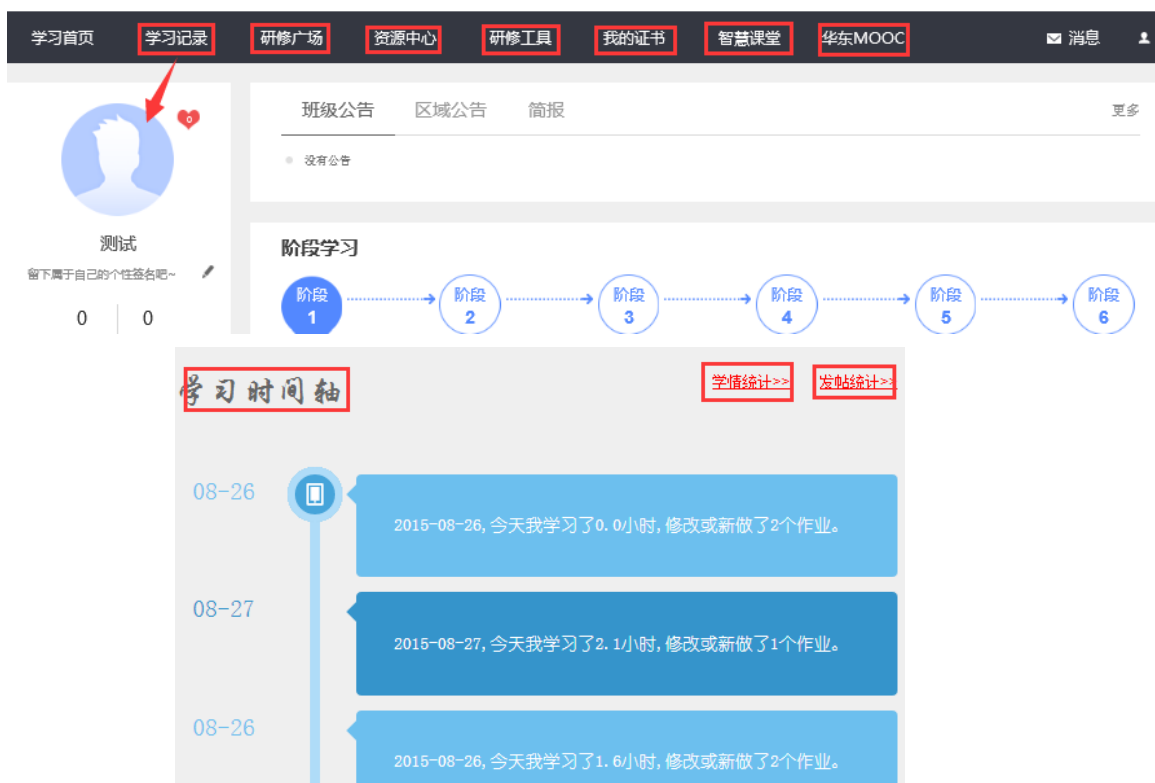 学习首页 学习记录 研修广场 资源中心 研修工具 我的证书 智慧课堂 华东MOOC 消息
班级公告 区域公告 简报 更多
0
没有公告
测试
留下属于自己的个性签名吧~
0 0
阶段学习
阶段 1 阶段 2 阶段 3 阶段 4 阶段 5 阶段 6
学习时间轴 学情统计>> 发帖统计>>
08-26
2015-08-26,今天我学习了0.0小时,修改或新做了2个作业。
08-27
2015-08-27,今天我学习了2.1小时,修改或新做了1个作业。
08-26
2015-08-26,今天我学习了1.6小时,修改或新做了2个作业。